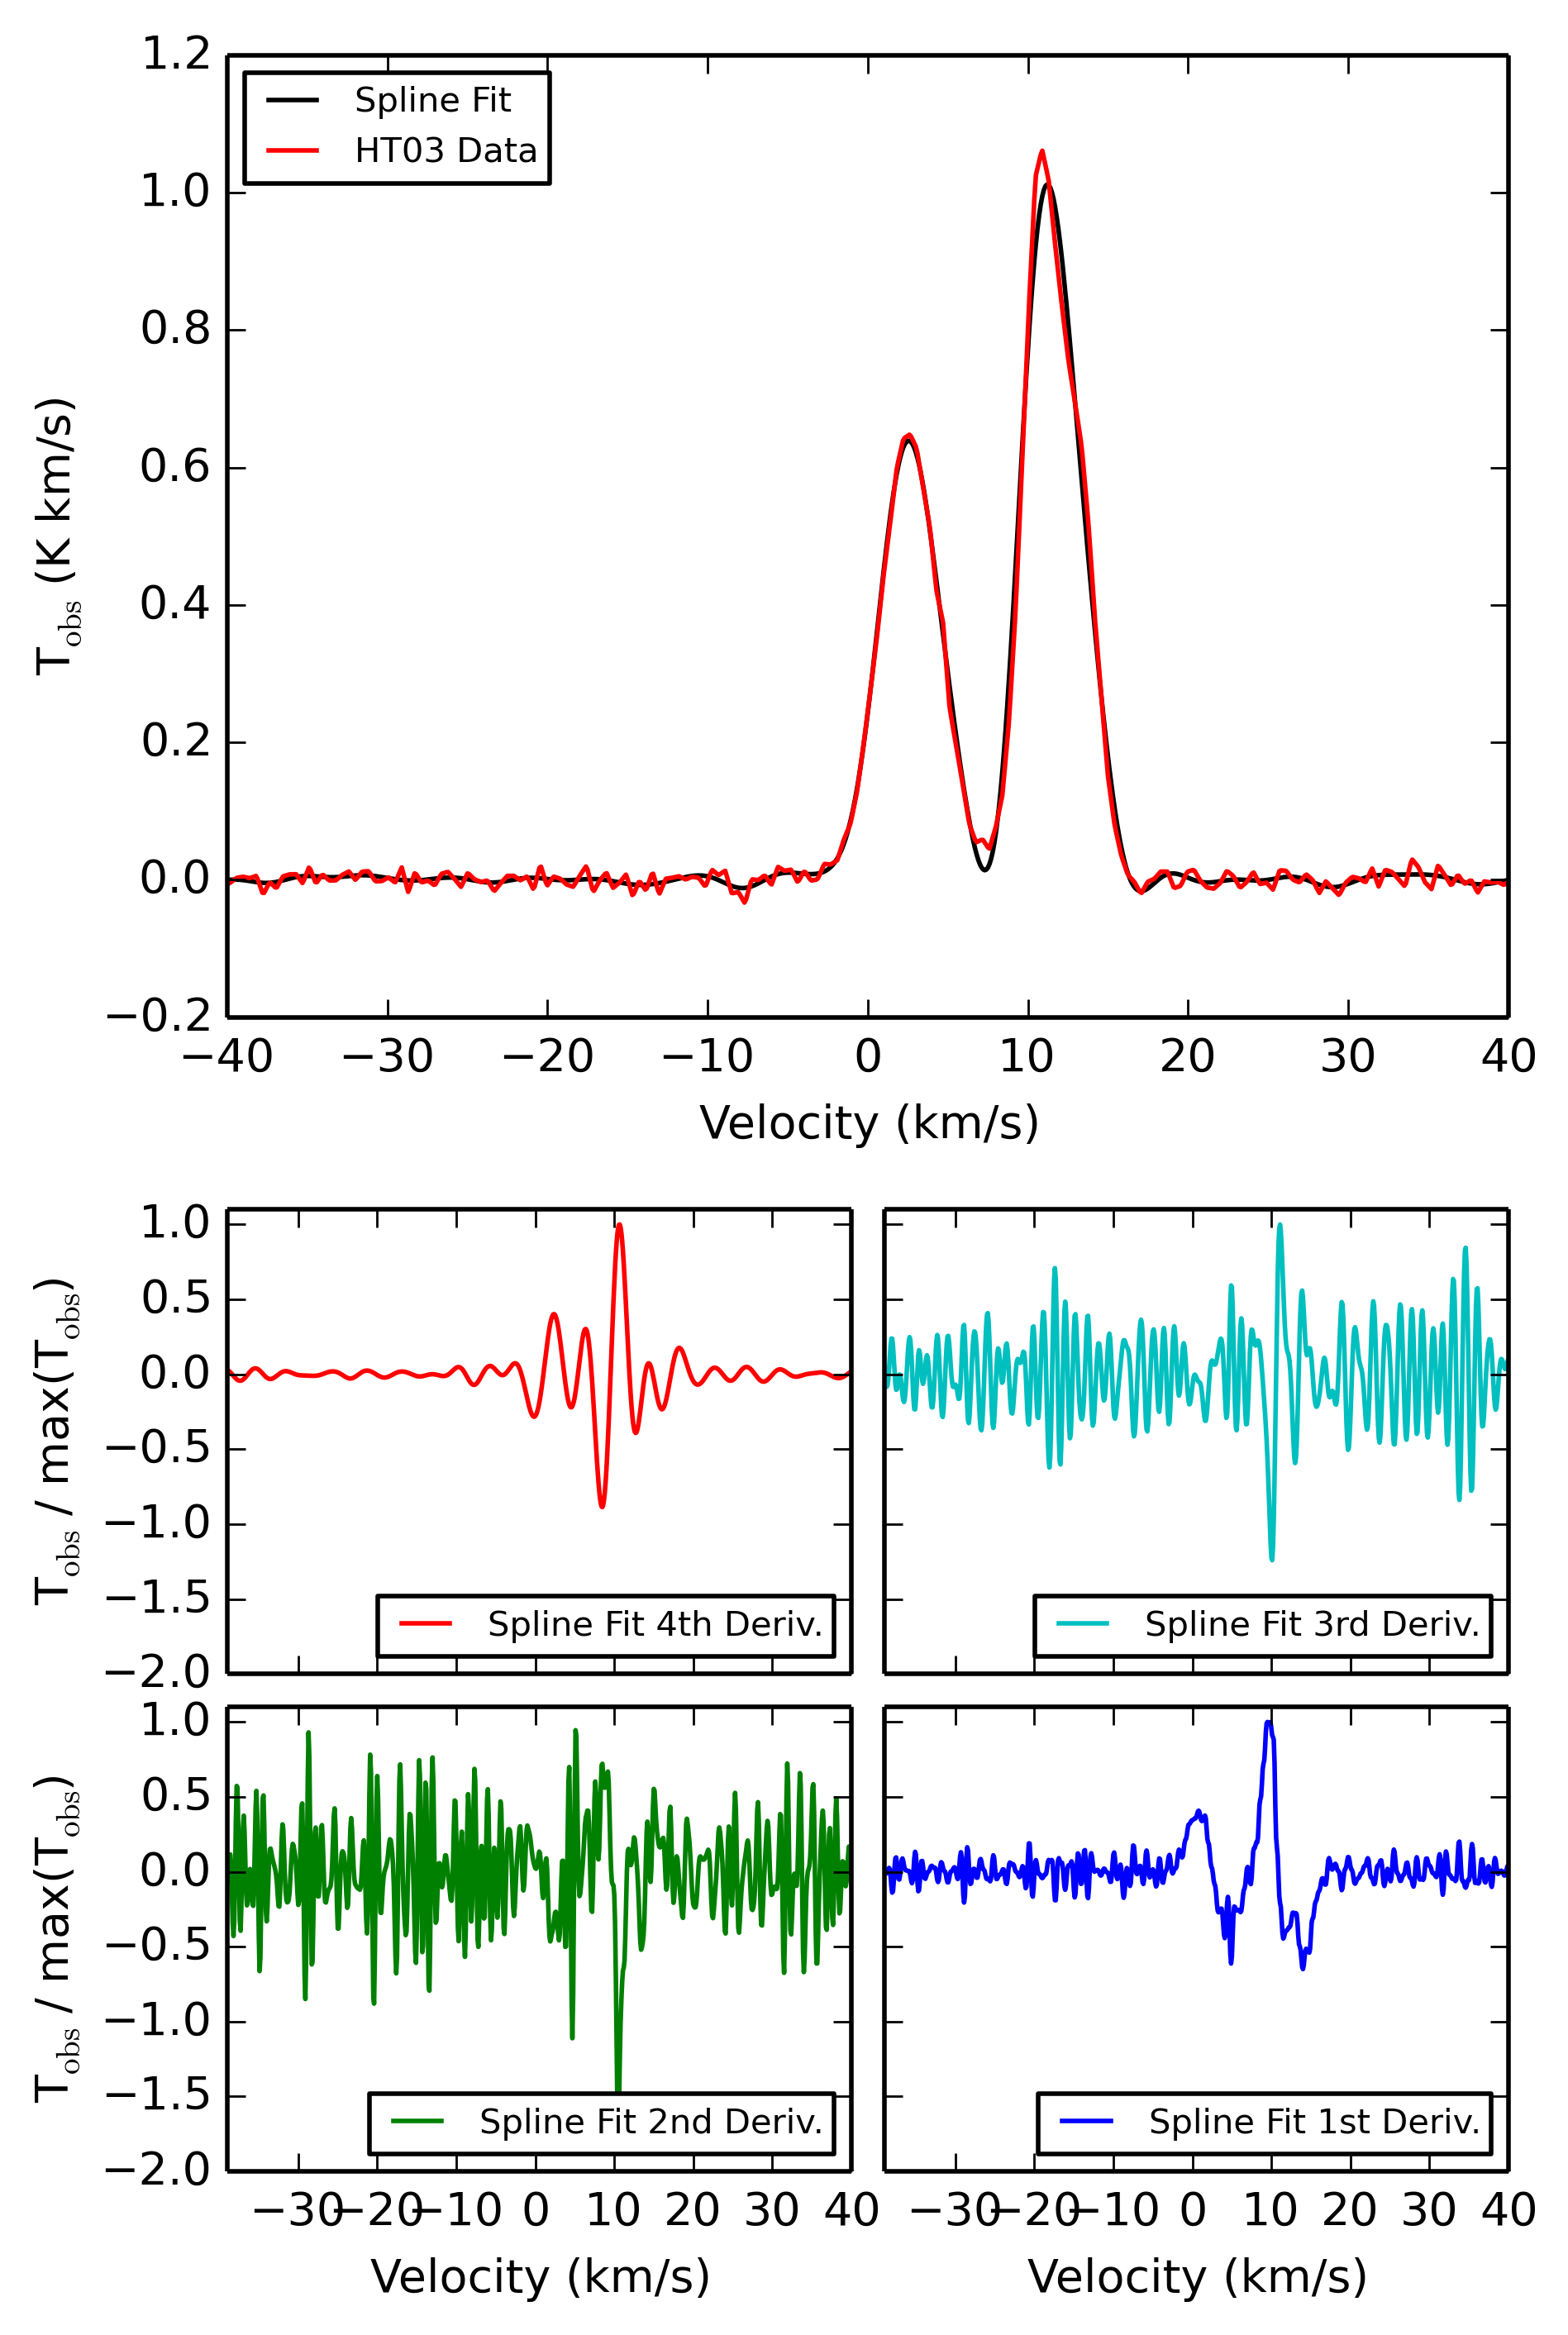 1.2
1.0
0.8
0.6
0.4
0.2
0.0
−0.2
T_obs (K km/s)
Spline Fit
HT03 Data
−40 −30 −20 −10 0 10 20 30 40
Velocity (km/s)
1.0
0.5
0.0
−0.5
−1.0
−1.5
−2.0
T_obs / max(T_obs)
Spline Fit 4th Deriv.
Spline Fit 3rd Deriv.
1.0
0.5
0.0
−0.5
−1.0
−1.5
−2.0
T_obs / max(T_obs)
Spline Fit 2nd Deriv.
Spline Fit 1st Deriv.
−30 −20 −10 0 10 20 30 40
−30 −20 −10 0 10 20 30 40
Velocity (km/s)
Velocity (km/s)